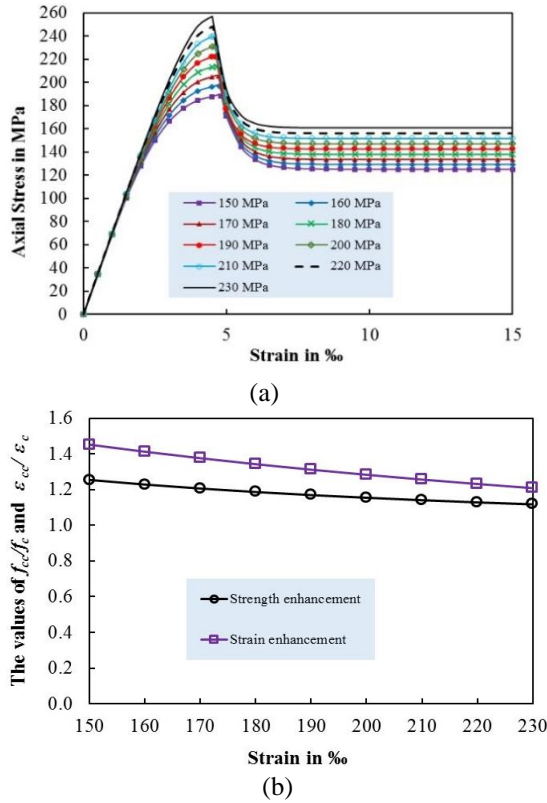 260
240
220
200
180
160
140
120
100
80
60
40
20
0
Axial Stress in MPa
150 MPa 160 MPa
170 MPa 180 MPa
190 MPa 200 MPa
210 MPa 220 MPa
230 MPa
0 5 10 15
Strain in ‰
(a)
1.6
1.4
1.2
1.0
0.8
0.6
0.4
0.2
0.0
The values of fcc/fc and ε cc/ ε c
Strength enhancement
Strain enhancement
150 160 170 180 190 200 210 220 230
Strain in ‰
(b)